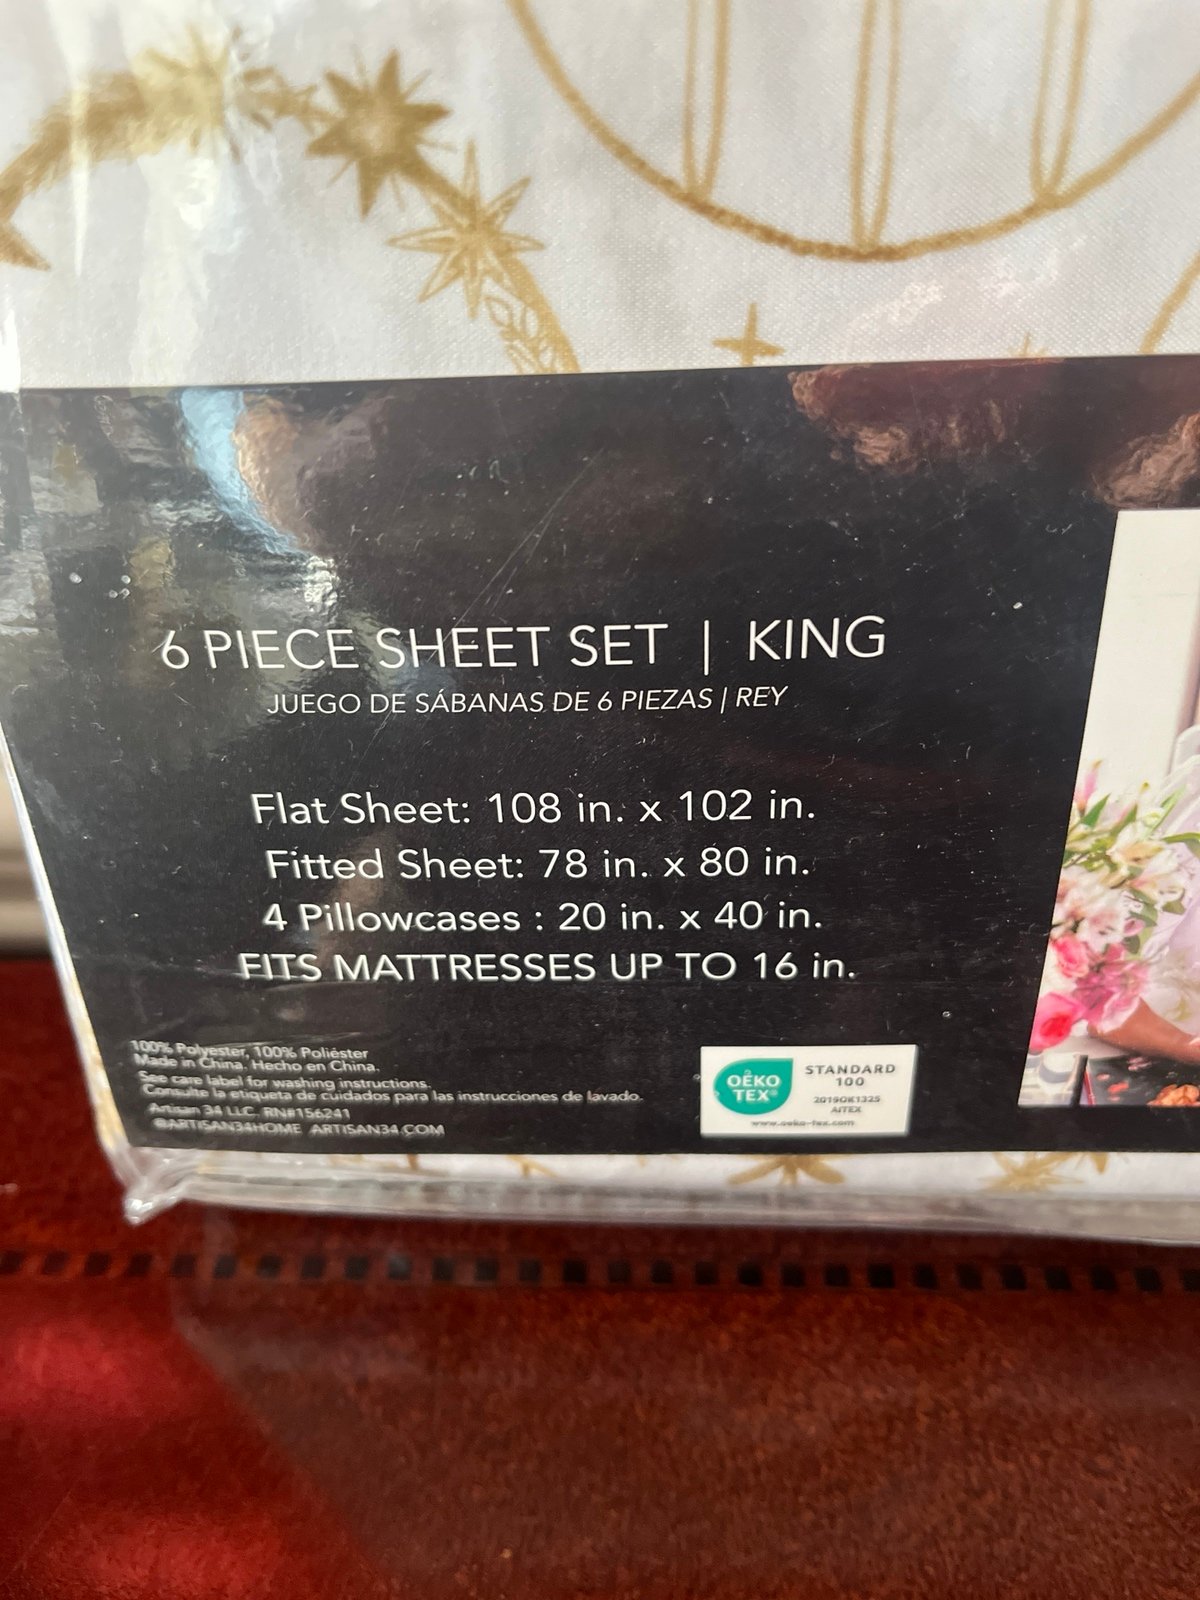 6 PIECE SHEET SET | KING
JUEGO DE SÁBANAS DE 6 PIEZAS | REY
Flat Sheet: 108 in. x 102 in.
Fitted Sheet: 78 in. x 80 in.
4 Pillowcases : 20 in. x 40 in.
FITS MATTRESSES UP TO 16 in.
100% Polyester, 100% Poliéster
Made in China. Hecho en China.
See care label for washing instructions.
Consulte la etiqueta de cuidados para las instrucciones de lavado.
Artisan 34 LLC. RN#156241
@ARTISAN34HOME ARTISAN34.COM
OEKO
TEX®
STANDARD
100
2019OK1325
AITEX
www.oeko-tex.com